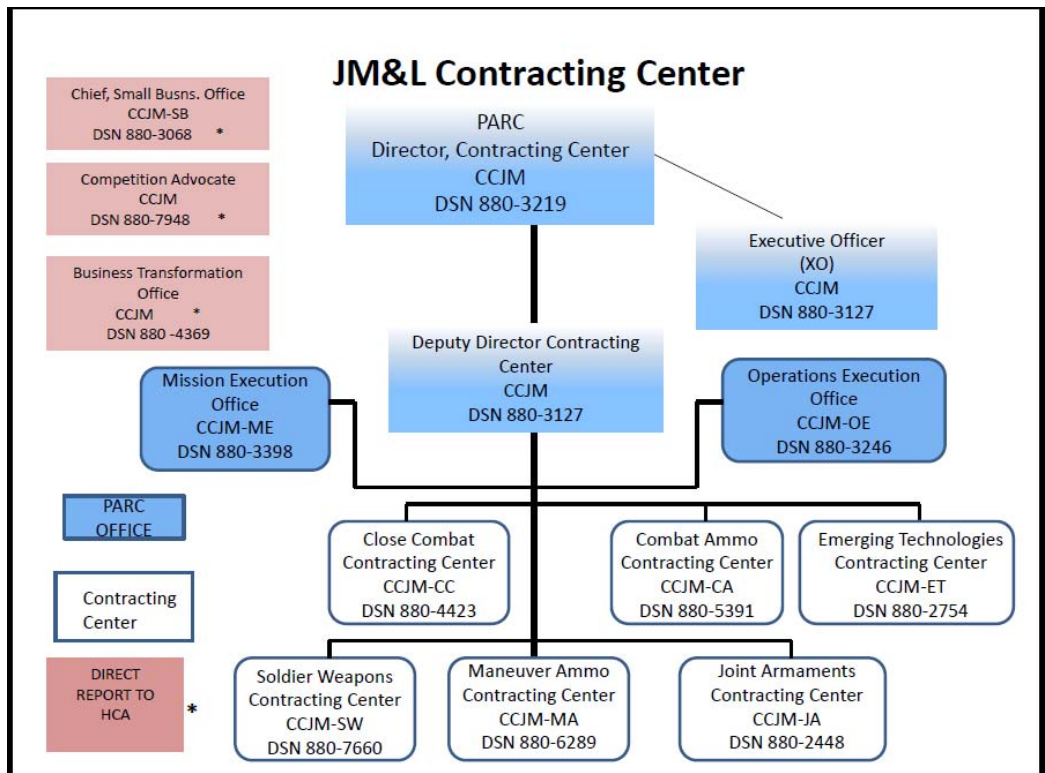 JM&L Contracting Center
Chief, Small Busns. Office
CCJM-SB
DSN 880-3068 *
Competition Advocate
CCJM
DSN 880-7948 *
Business Transformation
Office
CCJM *
DSN 880 -4369
PARC
Director, Contracting Center
CCJM
DSN 880-3219
Executive Officer
(XO)
CCJM
DSN 880-3127
Deputy Director Contracting
Center
CCJM
DSN 880-3127
Mission Execution
Office
CCJM-ME
DSN 880-3398
Operations Execution
Office
CCJM-OE
DSN 880-3246
PARC
OFFICE
Close Combat
Contracting Center
CCJM-CC
DSN 880-4423
Combat Ammo
Contracting Center
CCJM-CA
DSN 880-5391
Emerging Technologies
Contracting Center
CCJM-ET
DSN 880-2754
Contracting
Center
DIRECT
REPORT TO
HCA *
Soldier Weapons
Contracting Center
CCJM-SW
DSN 880-7660
Maneuver Ammo
Contracting Center
CCJM-MA
DSN 880-6289
Joint Armaments
Contracting Center
CCJM-JA
DSN 880-2448